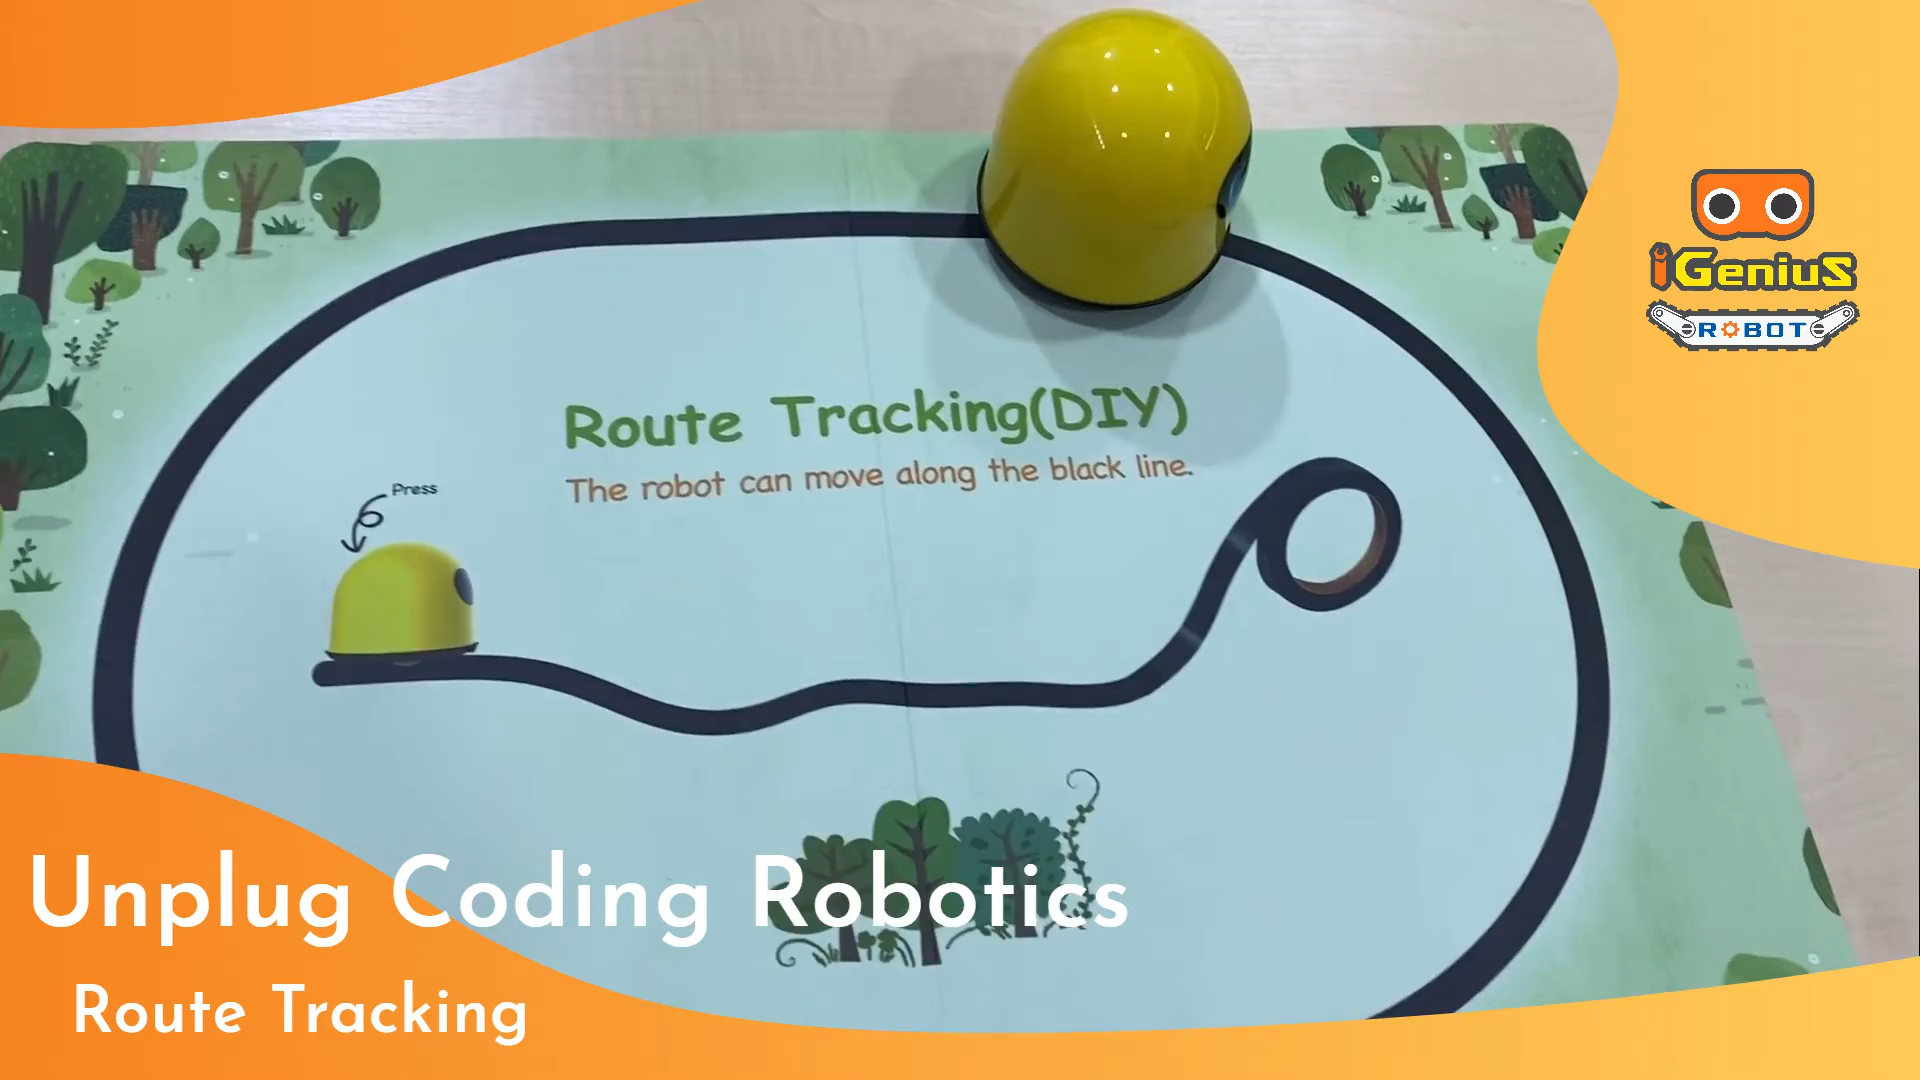 iGeniuS
ROBOT
Route Tracking(DIY)
The robot can move along the black line.
Press
Unplug Coding Robotics
Route Tracking